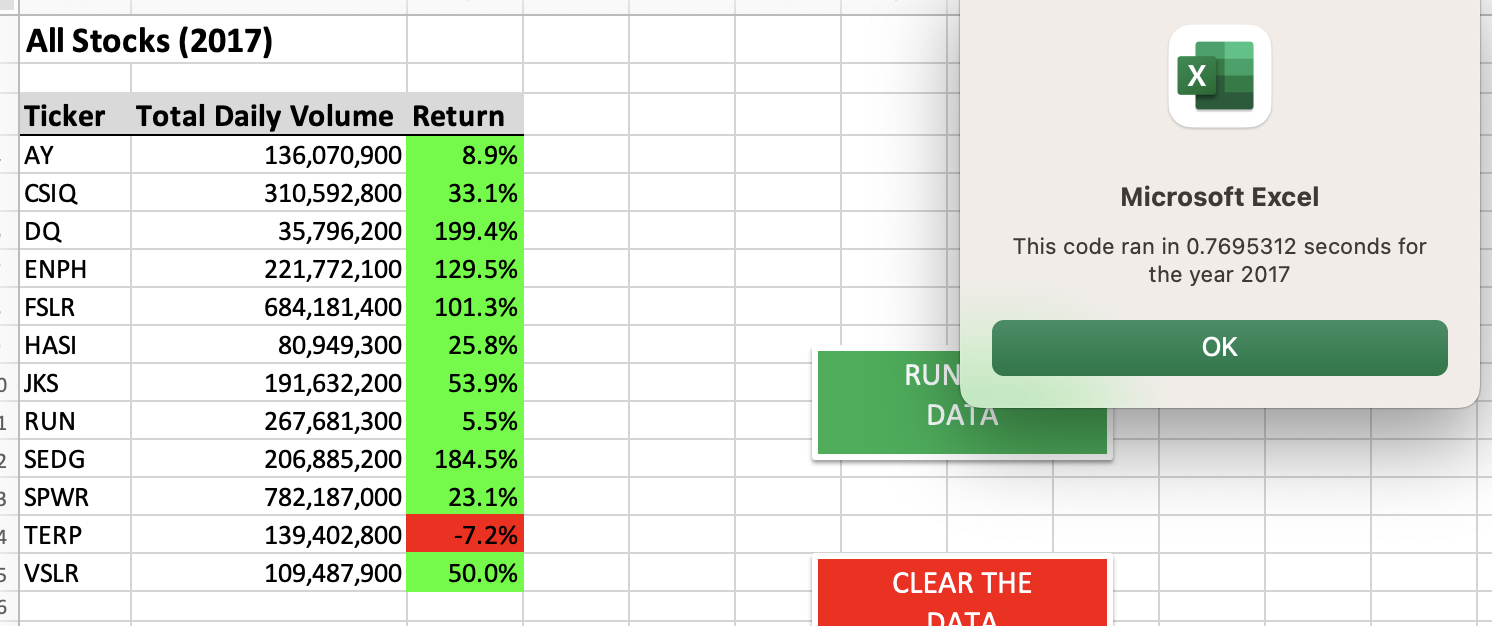 All Stocks (2017)
Ticker Total Daily Volume Return
AY 136,070,900 8.9%
CSIQ 310,592,800 33.1%
DQ 35,796,200 199.4%
ENPH 221,772,100 129.5%
FSLR 684,181,400 101.3%
HASI 80,949,300 25.8%
JKS 191,632,200 53.9%
RUN 267,681,300 5.5%
SEDG 206,885,200 184.5%
SPWR 782,187,000 23.1%
TERP 139,402,800 -7.2%
VSLR 109,487,900 50.0%
X
Microsoft Excel
This code ran in 0.7695312 seconds for
the year 2017
OK
RUN
DATA
CLEAR THE
DATA